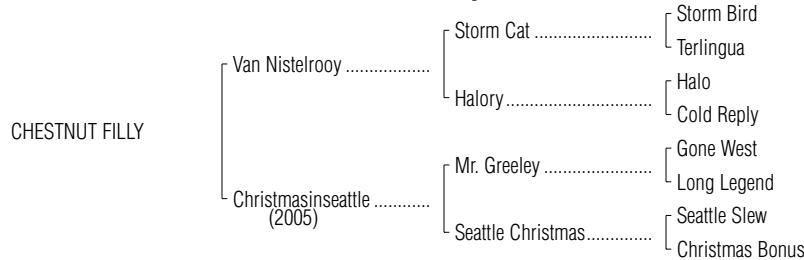 Storm Bird
Storm Cat ........................
Terlingua
Van Nistelrooy ..................
Halo
Halory..............................
Cold Reply
CHESTNUT FILLY
Gone West
Mr. Greeley ......................
Long Legend
Christmasinseattle ............
(2005)
Seattle Slew
Seattle Christmas..............
Christmas Bonus